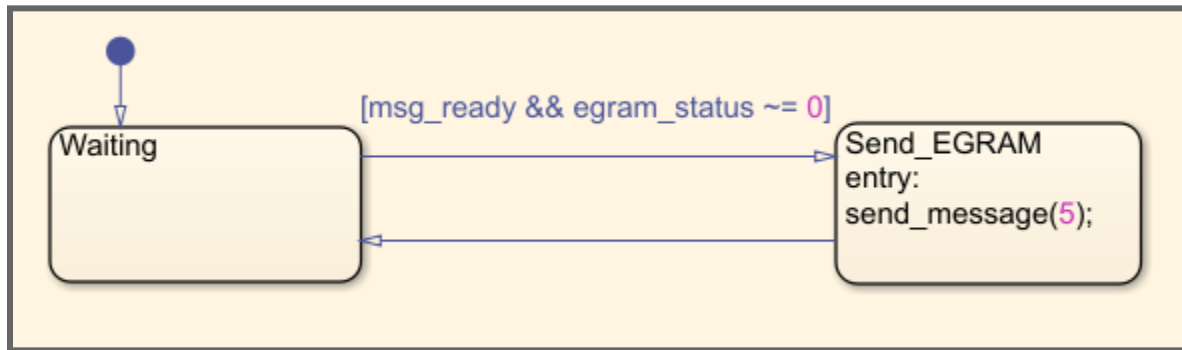 [msg_ready && egram_status ~= 0]
Waiting
Send_EGRAM
entry:
send_message(5);